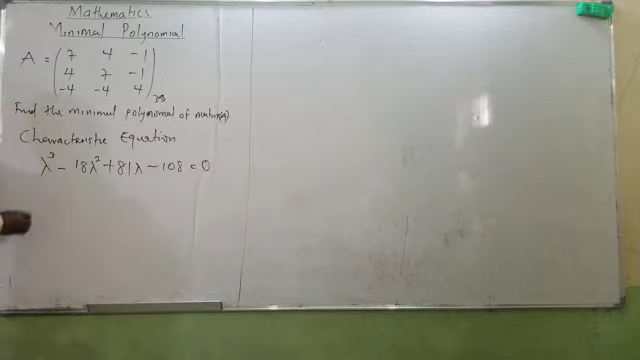 Mathematics
Minimal Polynomial
A = ( 7 4 -1
4 7 -1
-4 -4 4 ) 3x3
Find the minimal polynomial of matrix(A)
Characteristic Equation
λ³ - 18λ² + 81λ - 108 = 0